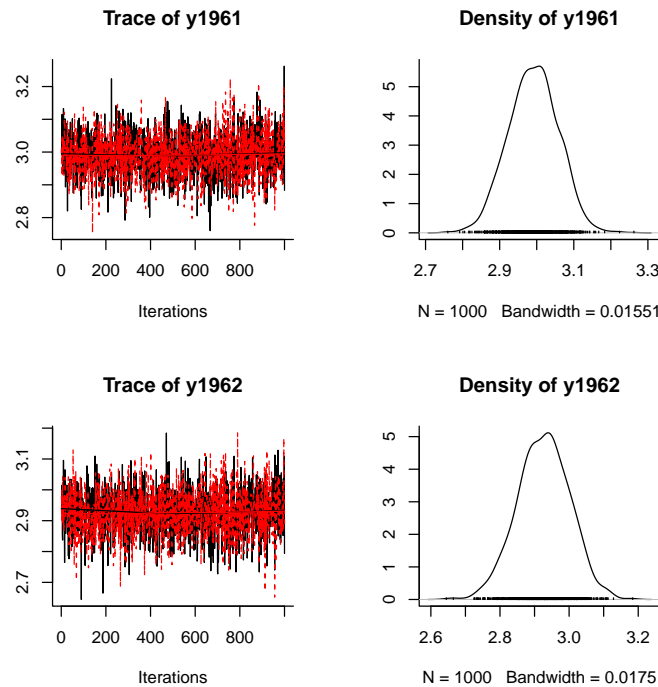 Trace of y1961
2.8 3.0 3.2
0 200 400 600 800
Iterations
Density of y1961
0 1 2 3 4 5
2.7 2.9 3.1 3.3
N = 1000 Bandwidth = 0.01551
Trace of y1962
2.7 2.9 3.1
0 200 400 600 800
Iterations
Density of y1962
0 1 2 3 4 5
2.6 2.8 3.0 3.2
N = 1000 Bandwidth = 0.0175